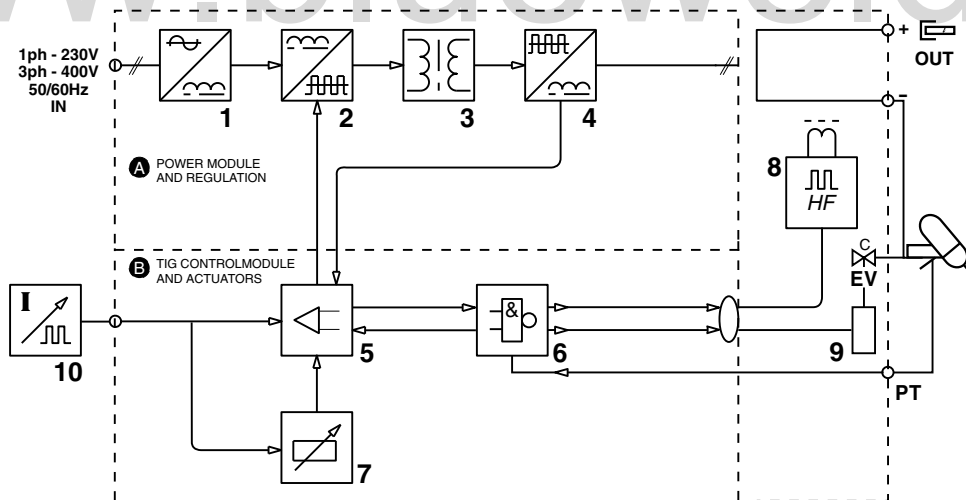 1ph - 230V
3ph - 400V
50/60Hz
IN
1
2
3
4
+
OUT
-
A POWER MODULE
AND REGULATION
8
HF
B TIG CONTROLMODULE
AND ACTUATORS
C
EV
I
10
5
&
6
9
PT
7